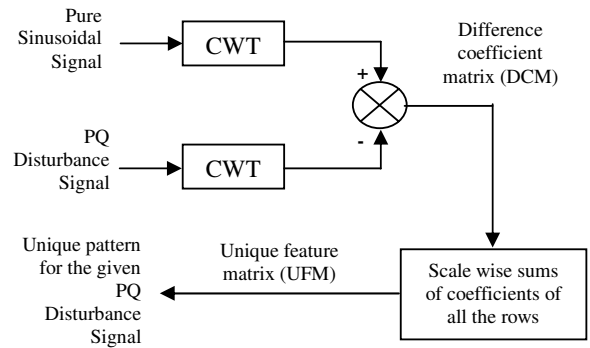 Pure
Sinusoidal
Signal
CWT
Difference
coefficient
matrix (DCM)
+
-
PQ
Disturbance
Signal
CWT
Unique pattern
for the given
PQ
Disturbance
Signal
Unique feature
matrix (UFM)
Scale wise sums
of coefficients of
all the rows